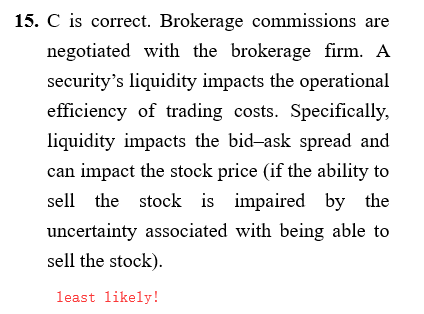 15. C is correct. Brokerage commissions are
negotiated with the brokerage firm. A
security’s liquidity impacts the operational
efficiency of trading costs. Specifically,
liquidity impacts the bid–ask spread and
can impact the stock price (if the ability to
sell the stock is impaired by the
uncertainty associated with being able to
sell the stock).
least likely!